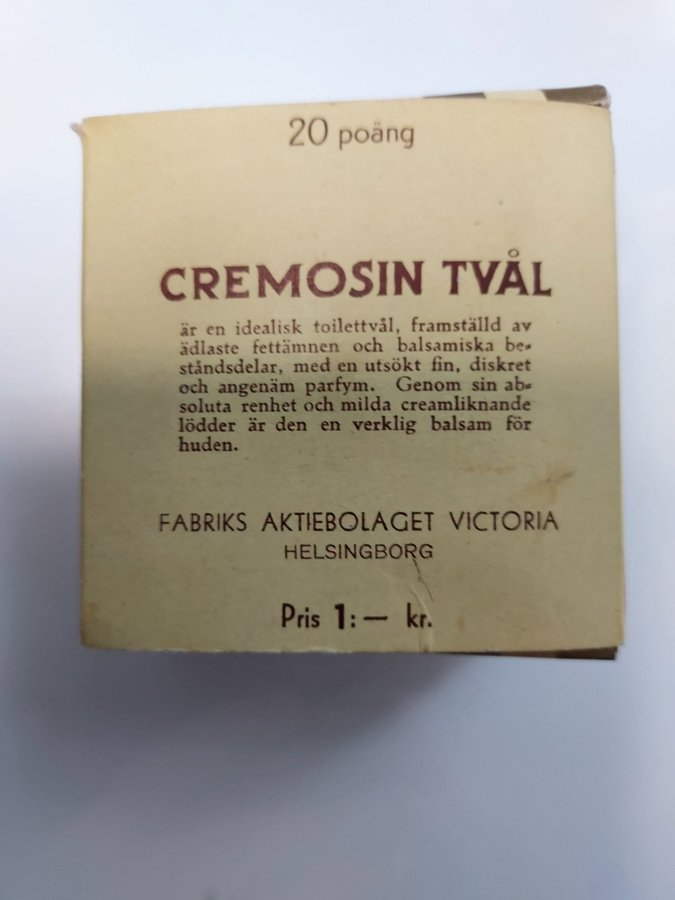 20 poäng
CREMOSIN TVÅL
är en idealisk toilettvål, framställd av
ädlaste fettämnen och balsamiska be-
ståndsdelar, med en utsökt fin, diskret
och angenäm parfym. Genom sin ab-
soluta renhet och milda creamliknande
lödder är den en verklig balsam för
huden.
FABRIKS AKTIEBOLAGET VICTORIA
HELSINGBORG
Pris 1:— kr.